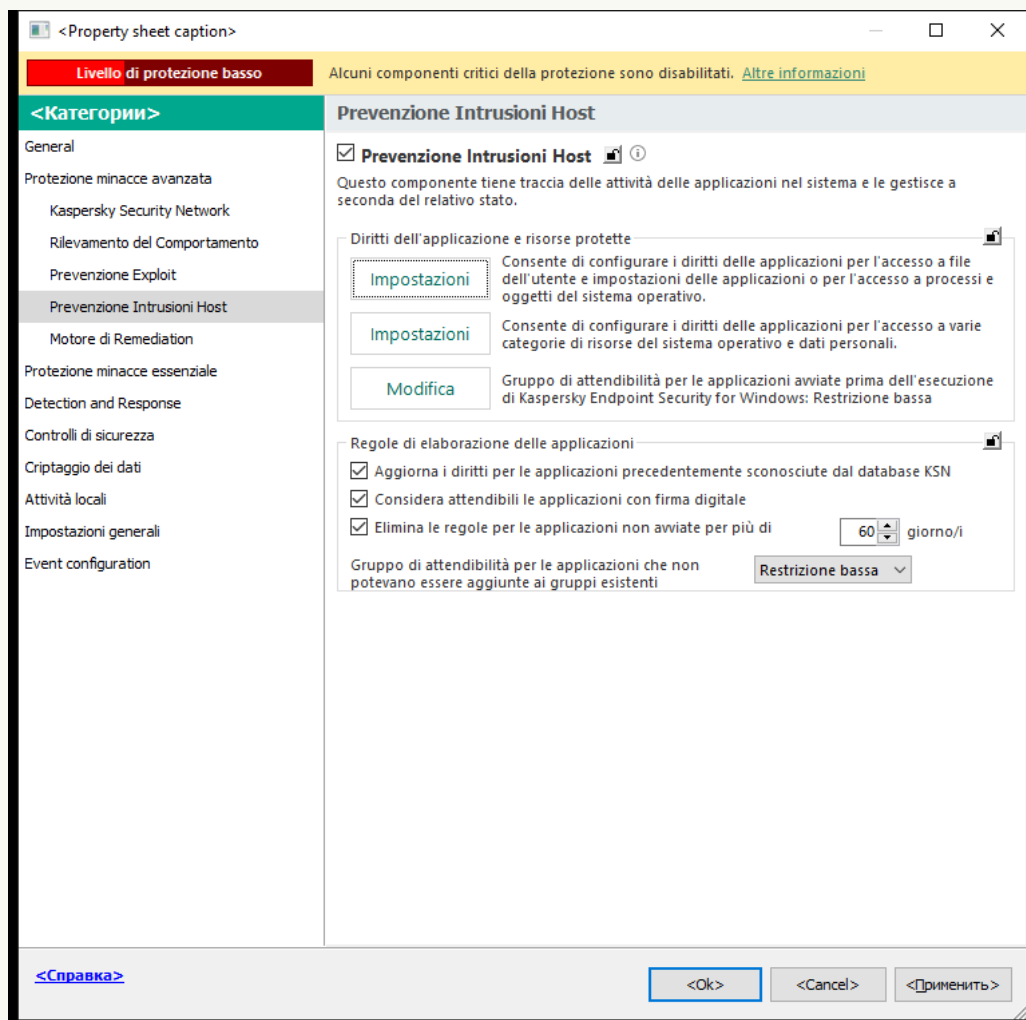 <Property sheet caption>
Livello di protezione basso
Alcuni componenti critici della protezione sono disabilitati. Altre informazioni
<Категории>
General
Protezione minacce avanzata
Kaspersky Security Network
Rilevamento del Comportamento
Prevenzione Exploit
Prevenzione Intrusioni Host
Motore di Remediation
Protezione minacce essenziale
Detection and Response
Controlli di sicurezza
Criptaggio dei dati
Attività locali
Impostazioni generali
Event configuration
Prevenzione Intrusioni Host
Prevenzione Intrusioni Host
Questo componente tiene traccia delle attività delle applicazioni nel sistema e le gestisce a
seconda del relativo stato.
Diritti dell'applicazione e risorse protette
Impostazioni
Consente di configurare i diritti delle applicazioni per l'accesso a file
dell'utente e impostazioni delle applicazioni o per l'accesso a processi e
oggetti del sistema operativo.
Impostazioni
Consente di configurare i diritti delle applicazioni per l'accesso a varie
categorie di risorse del sistema operativo e dati personali.
Modifica
Gruppo di attendibilità per le applicazioni avviate prima dell'esecuzione
di Kaspersky Endpoint Security for Windows: Restrizione bassa
Regole di elaborazione delle applicazioni
Aggiorna i diritti per le applicazioni precedentemente sconosciute dal database KSN
Considera attendibili le applicazioni con firma digitale
Elimina le regole per le applicazioni non avviate per più di 60 giorno/i
Gruppo di attendibilità per le applicazioni che non
potevano essere aggiunte ai gruppi esistenti
Restrizione bassa
<Справка>
<Ok> <Cancel> <Применить>